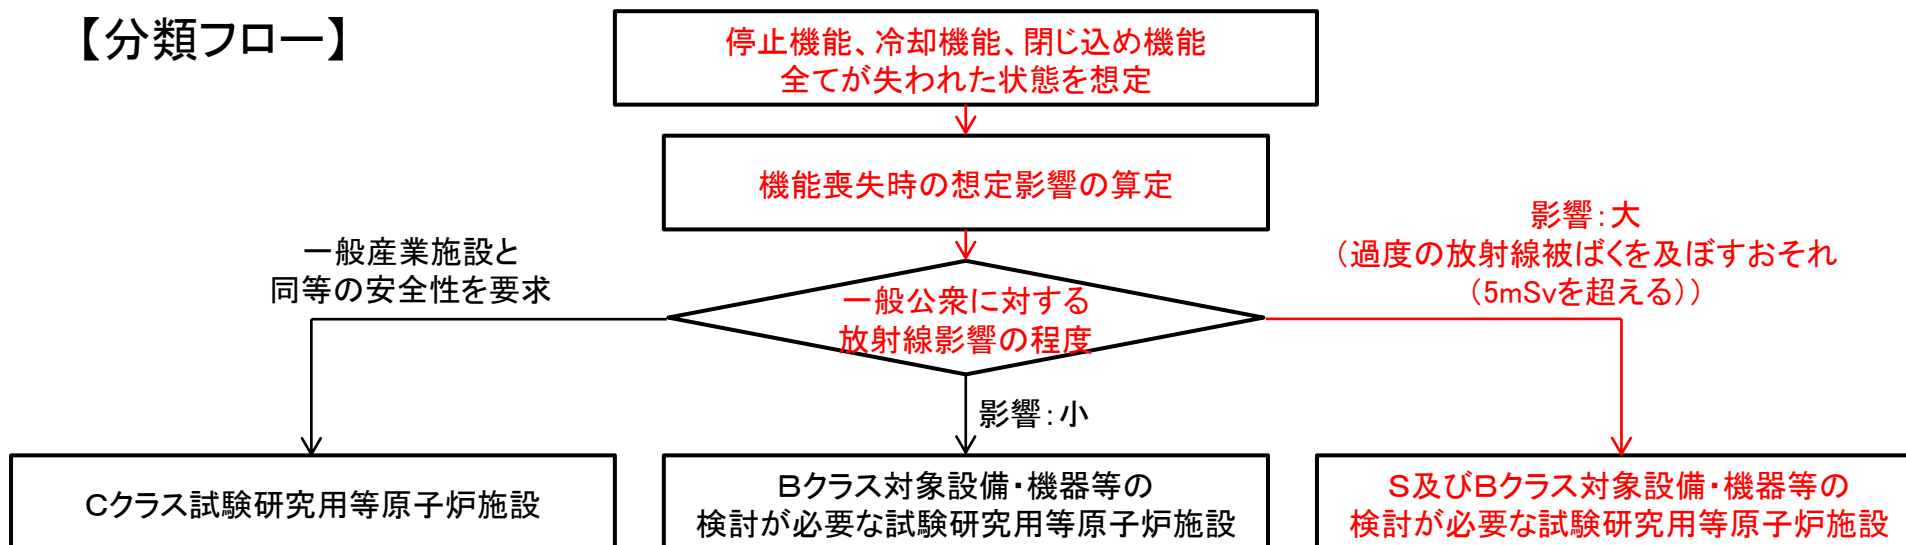 【分類フロー】
停止機能、冷却機能、閉じ込め機能
全てが失われた状態を想定
機能喪失時の想定影響の算定
一般公衆に対する
放射線影響の程度
一般産業施設と
同等の安全性を要求
影響:小
影響:大
(過度の放射線被ばくを及ぼすおそれ
(5mSvを超える))
Cクラス試験研究用等原子炉施設
Bクラス対象設備・機器等の
検討が必要な試験研究用等原子炉施設
S及びBクラス対象設備・機器等の
検討が必要な試験研究用等原子炉施設